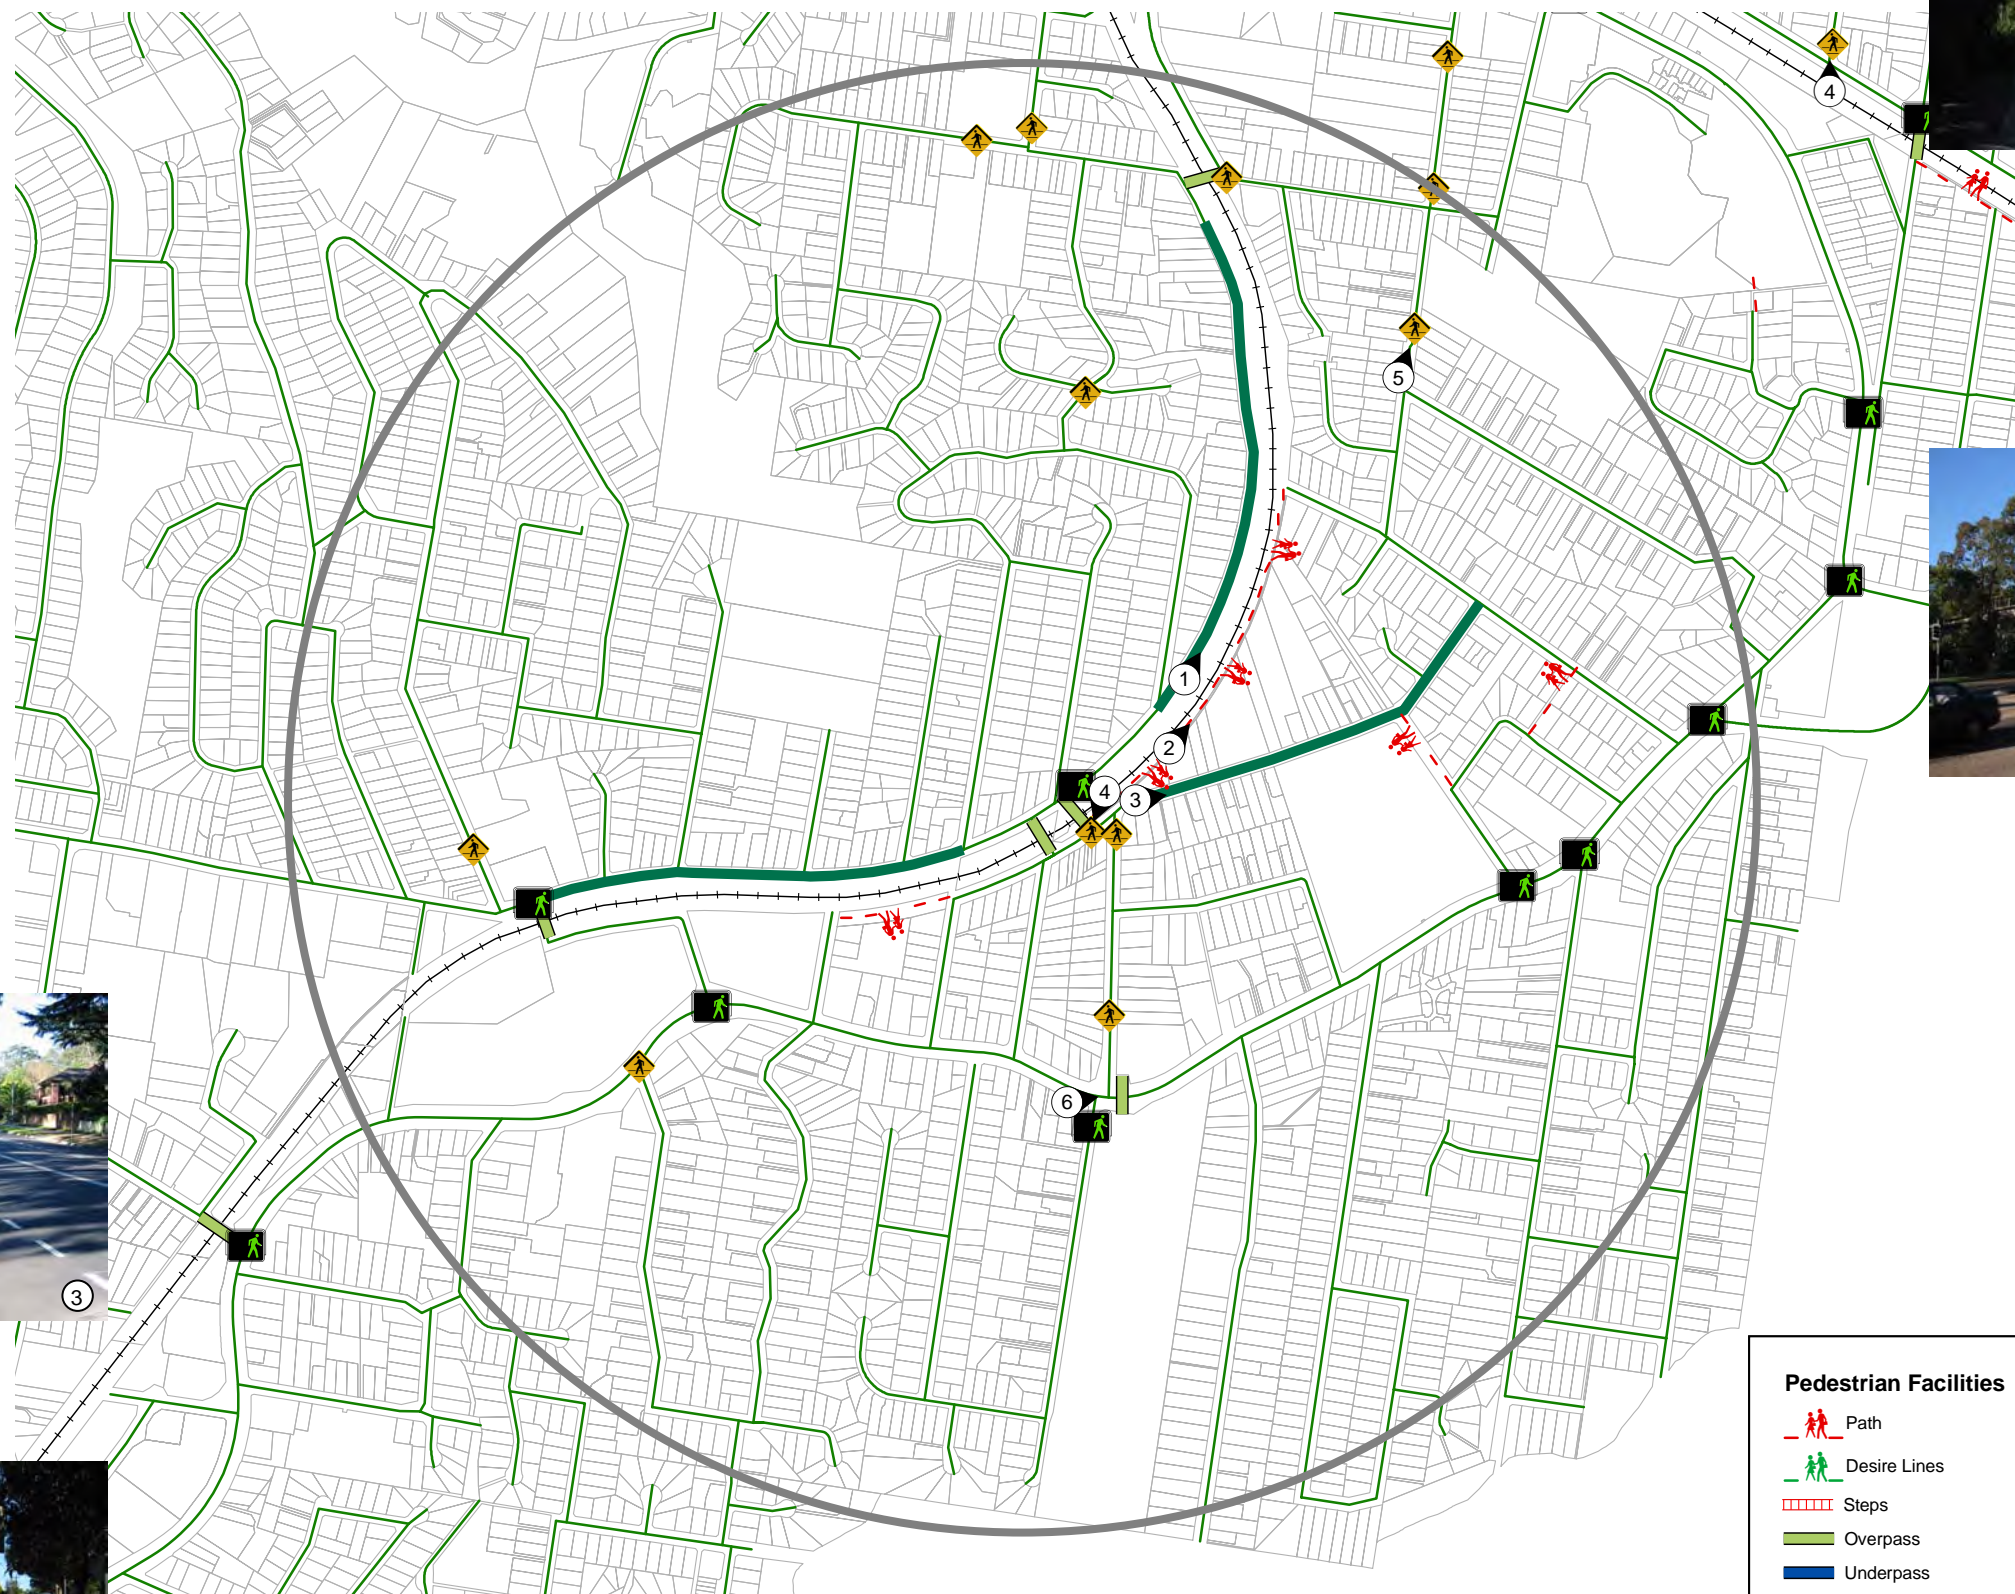 4
5
1
2
4
3
6
3
Pedestrian Facilities
Path
Desire Lines
Steps
Overpass
Underpass